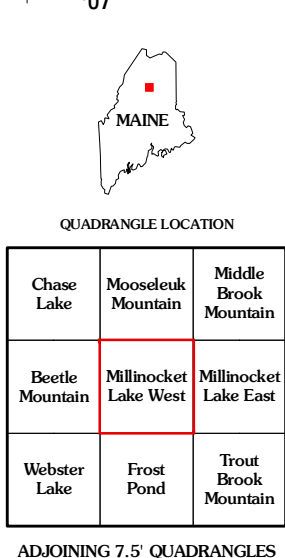 '07
MAINE
QUADRANGLE LOCATION
Chase
Lake
Mooseleuk
Mountain
Middle
Brook
Mountain
Beetle
Mountain
Millinocket
Lake West
Millinocket
Lake East
Webster
Lake
Frost
Pond
Trout
Brook
Mountain
ADJOINING 7.5' QUADRANGLES